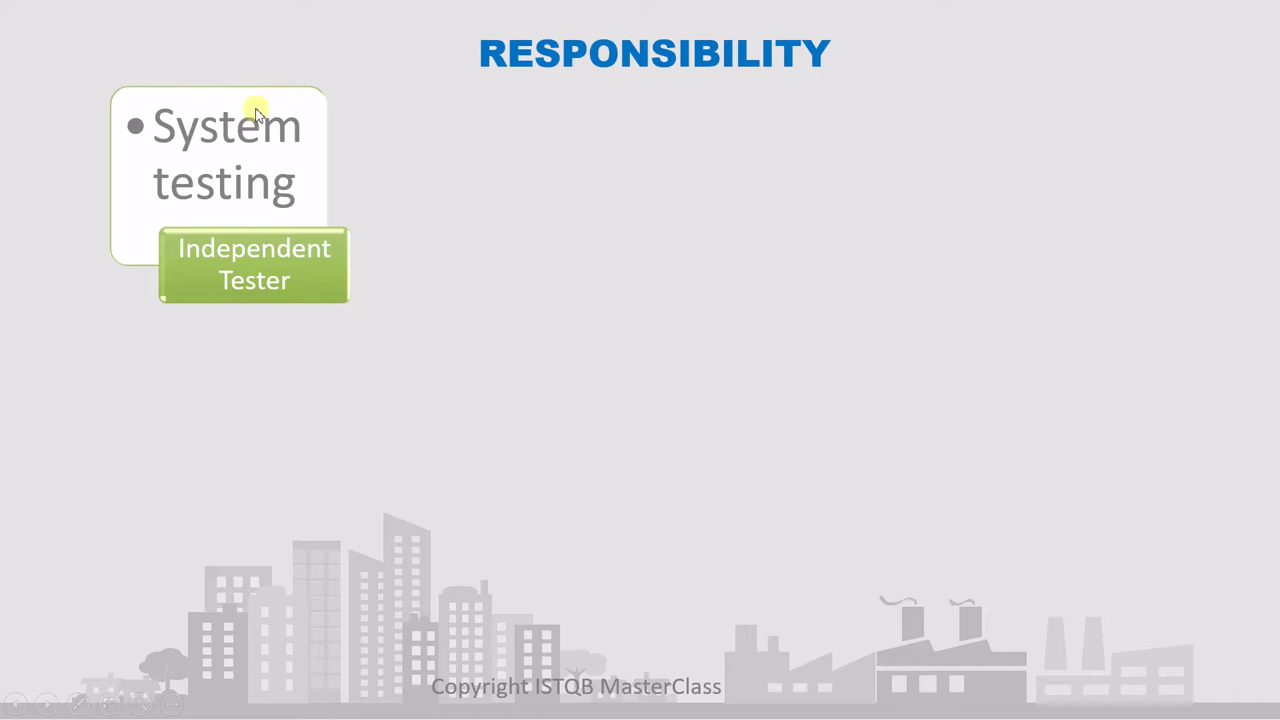 RESPONSIBILITY
• System
testing
Independent
Tester
Copyright ISTQB MasterClass